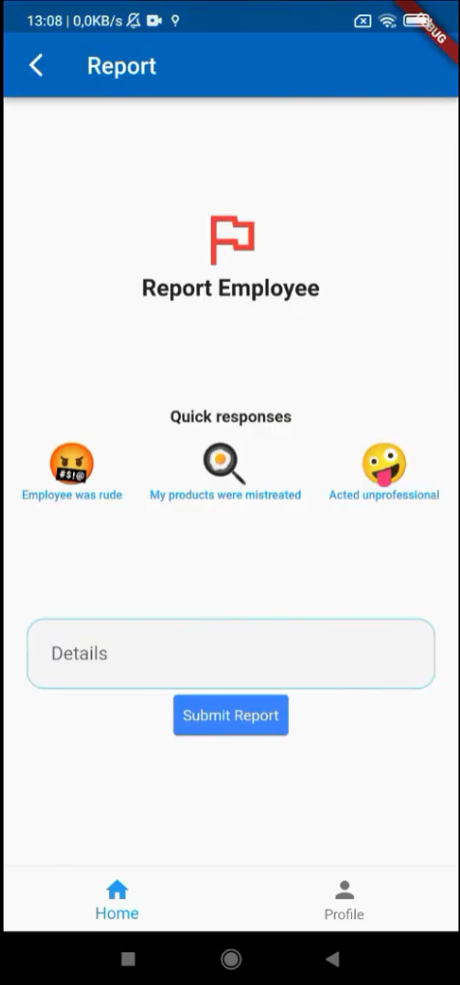 13:08 | 0,0KB/s
Report
Report Employee
Quick responses
#$!@
Employee was rude
My products were mistreated
Acted unprofessional
Details
Submit Report
Home
Profile